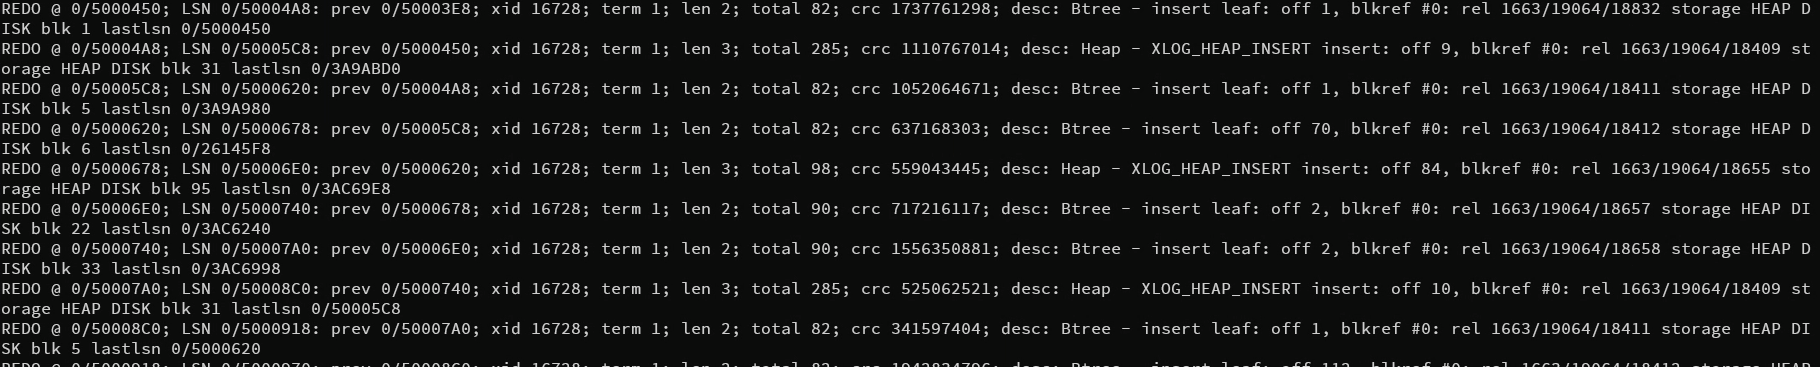 REDO @ 0/5000450; LSN 0/50004A8: prev 0/50003E8; xid 16728; term 1; len 2; total 82; crc 1737761298; desc: Btree - insert leaf: off 1, blkref #0: rel 1663/19064/18832 storage HEAP D
ISK blk 1 lastlsn 0/5000450
REDO @ 0/50004A8; LSN 0/50005C8: prev 0/5000450; xid 16728; term 1; len 3; total 285; crc 1110767014; desc: Heap - XLOG_HEAP_INSERT insert: off 9, blkref #0: rel 1663/19064/18409 st
orage HEAP DISK blk 31 lastlsn 0/3A9ABD0
REDO @ 0/50005C8; LSN 0/5000620: prev 0/50004A8; xid 16728; term 1; len 2; total 82; crc 1052064671; desc: Btree - insert leaf: off 1, blkref #0: rel 1663/19064/18411 storage HEAP D
ISK blk 5 lastlsn 0/3A9A980
REDO @ 0/5000620; LSN 0/5000678: prev 0/50005C8; xid 16728; term 1; len 2; total 82; crc 637168303; desc: Btree - insert leaf: off 70, blkref #0: rel 1663/19064/18412 storage HEAP D
ISK blk 6 lastlsn 0/26145F8
REDO @ 0/5000678; LSN 0/50006E0: prev 0/5000620; xid 16728; term 1; len 3; total 98; crc 559043445; desc: Heap - XLOG_HEAP_INSERT insert: off 84, blkref #0: rel 1663/19064/18655 sto
rage HEAP DISK blk 95 lastlsn 0/3AC69E8
REDO @ 0/50006E0; LSN 0/5000740: prev 0/5000678; xid 16728; term 1; len 2; total 90; crc 717216117; desc: Btree - insert leaf: off 2, blkref #0: rel 1663/19064/18657 storage HEAP DI
SK blk 22 lastlsn 0/3AC6240
REDO @ 0/5000740; LSN 0/50007A0: prev 0/50006E0; xid 16728; term 1; len 2; total 90; crc 1556350881; desc: Btree - insert leaf: off 2, blkref #0: rel 1663/19064/18658 storage HEAP D
ISK blk 33 lastlsn 0/3AC6998
REDO @ 0/50007A0; LSN 0/50008C0: prev 0/5000740; xid 16728; term 1; len 3; total 285; crc 525062521; desc: Heap - XLOG_HEAP_INSERT insert: off 10, blkref #0: rel 1663/19064/18409 st
orage HEAP DISK blk 31 lastlsn 0/50005C8
REDO @ 0/50008C0; LSN 0/5000918: prev 0/50007A0; xid 16728; term 1; len 2; total 82; crc 341597404; desc: Btree - insert leaf: off 1, blkref #0: rel 1663/19064/18411 storage HEAP DI
SK blk 5 lastlsn 0/5000620